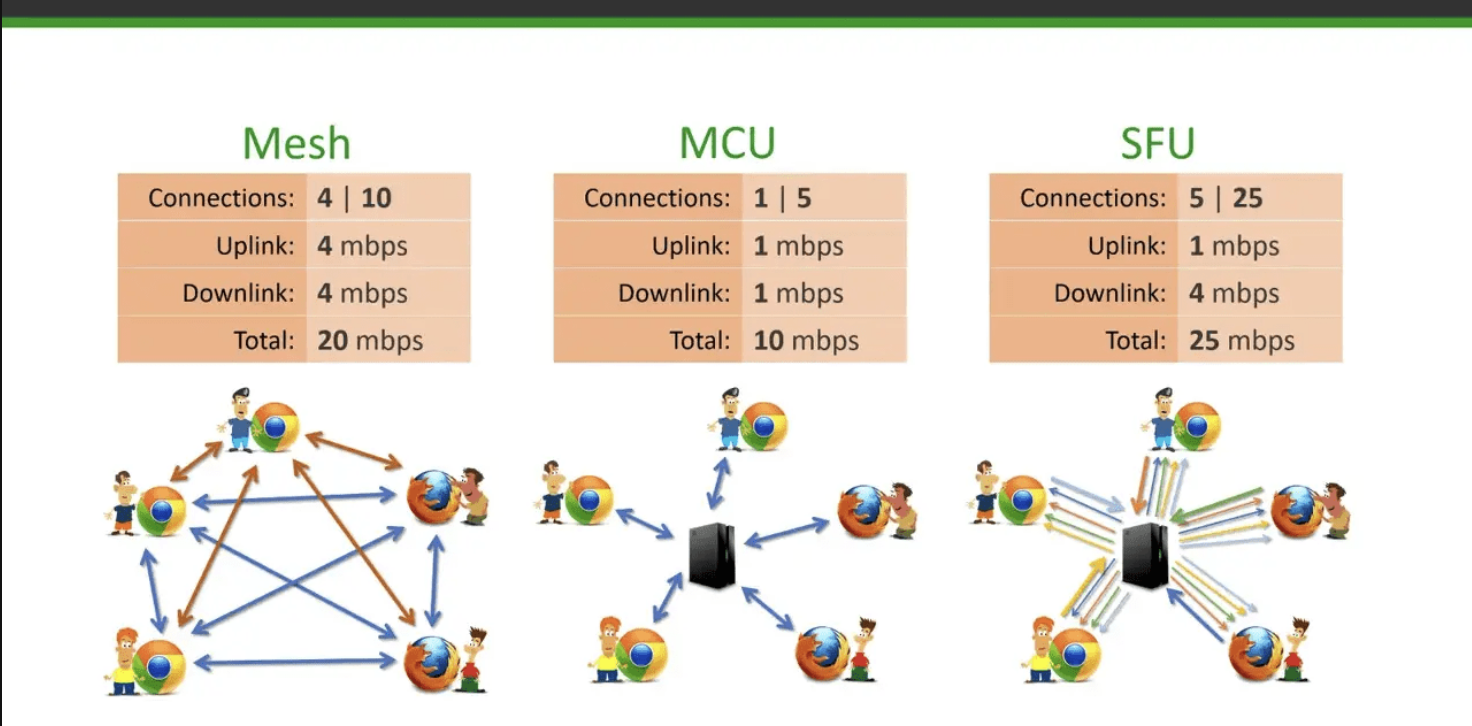 Mesh
Connections: 4 | 10
Uplink: 4 mbps
Downlink: 4 mbps
Total: 20 mbps
MCU
Connections: 1 | 5
Uplink: 1 mbps
Downlink: 1 mbps
Total: 10 mbps
SFU
Connections: 5 | 25
Uplink: 1 mbps
Downlink: 4 mbps
Total: 25 mbps